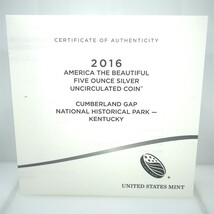 CERTIFICATE OF AUTHENTICITY
2016
AMERICA THE BEAUTIFUL
FIVE OUNCE SILVER
UNCIRCULATED COIN™
CUMBERLAND GAP
NATIONAL HISTORICAL PARK —
KENTUCKY
UNITED STATES MINT